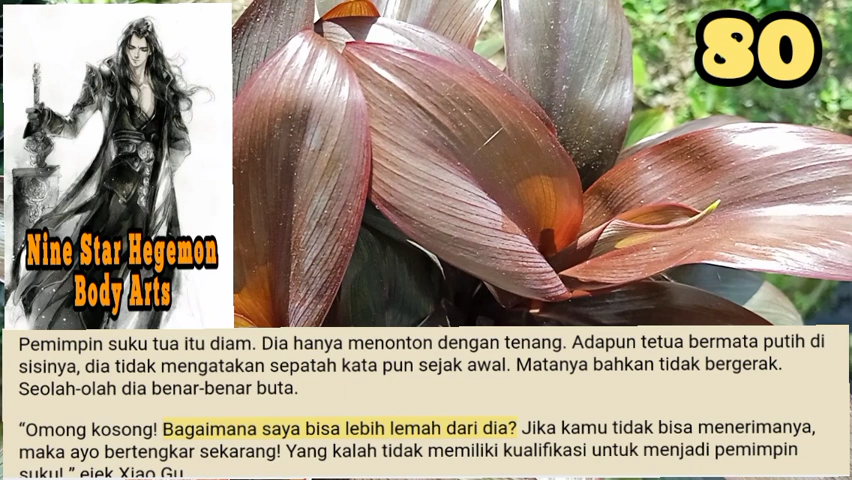 80
Nine Star Hegemon
Body Arts
Pemimpin suku tua itu diam. Dia hanya menonton dengan tenang. Adapun tetua bermata putih di
sisinya, dia tidak mengatakan sepatah kata pun sejak awal. Matanya bahkan tidak bergerak.
Seolah-olah dia benar-benar buta.
“Omong kosong! Bagaimana saya bisa lebih lemah dari dia? Jika kamu tidak bisa menerimanya,
maka ayo bertengkar sekarang! Yang kalah tidak memiliki kualifikasi untuk menjadi pemimpin
suku! ” ejek Xiao Gu